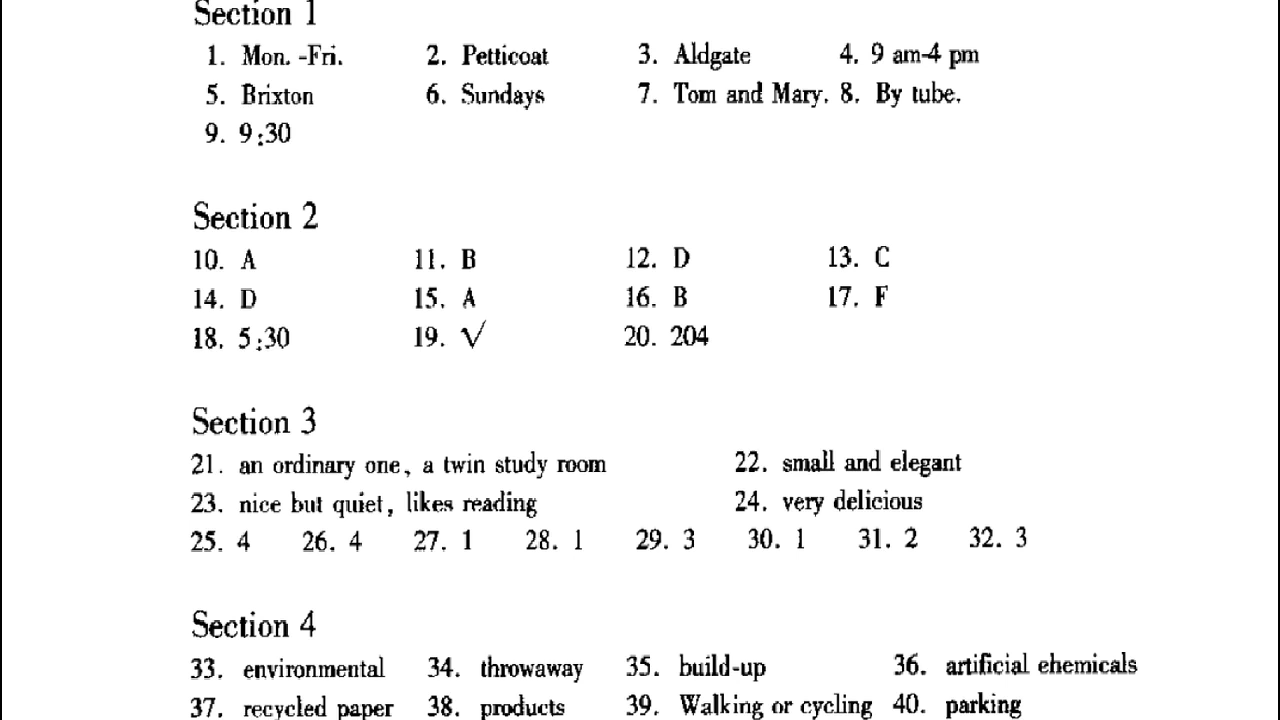 Section 1
1. Mon. -Fri. 2. Petticoat 3. Aldgate 4. 9 am-4 pm
5. Brixton 6. Sundays 7. Tom and Mary. 8. By tube.
9. 9:30
Section 2
10. A 11. B 12. D 13. C
14. D 15. A 16. B 17. F
18. 5:30 19. √ 20. 204
Section 3
21. an ordinary one, a twin study room 22. small and elegant
23. nice but quiet, likes reading 24. very delicious
25. 4 26. 4 27. 1 28. 1 29. 3 30. 1 31. 2 32. 3
Section 4
33. environmental 34. throwaway 35. build-up 36. artificial ehemicals
37. recycled paper 38. products 39. Walking or cycling 40. parking